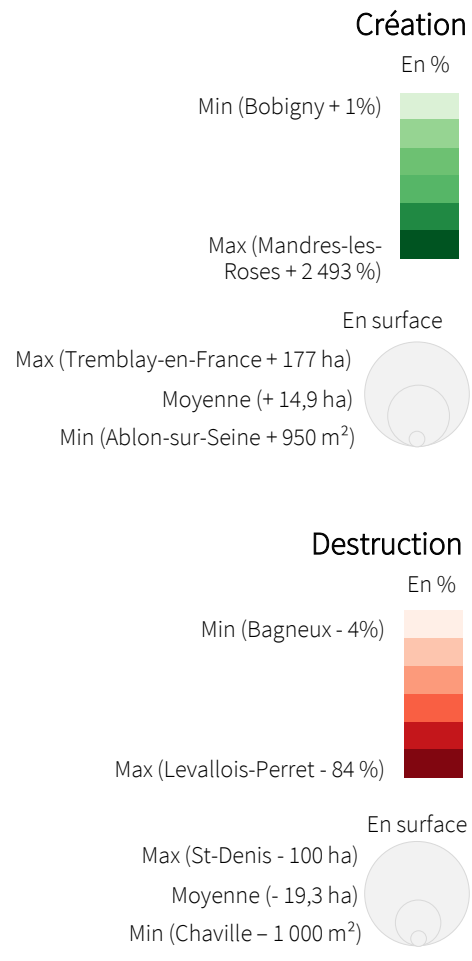 Création
En %
Min (Bobigny + 1%)
Max (Mandres-les-
Roses + 2 493 %)
En surface
Max (Tremblay-en-France + 177 ha)
Moyenne (+ 14,9 ha)
Min (Ablon-sur-Seine + 950 m²)
Destruction
En %
Min (Bagneux - 4%)
Max (Levallois-Perret - 84 %)
En surface
Max (St-Denis - 100 ha)
Moyenne (- 19,3 ha)
Min (Chaville – 1 000 m²)